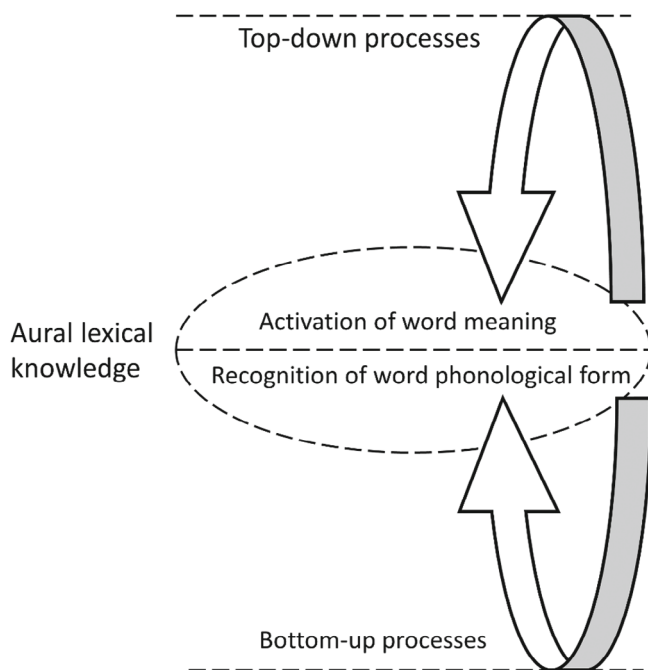 Top-down processes
Activation of word meaning
Aural lexical
knowledge
Recognition of word phonological form
Bottom-up processes